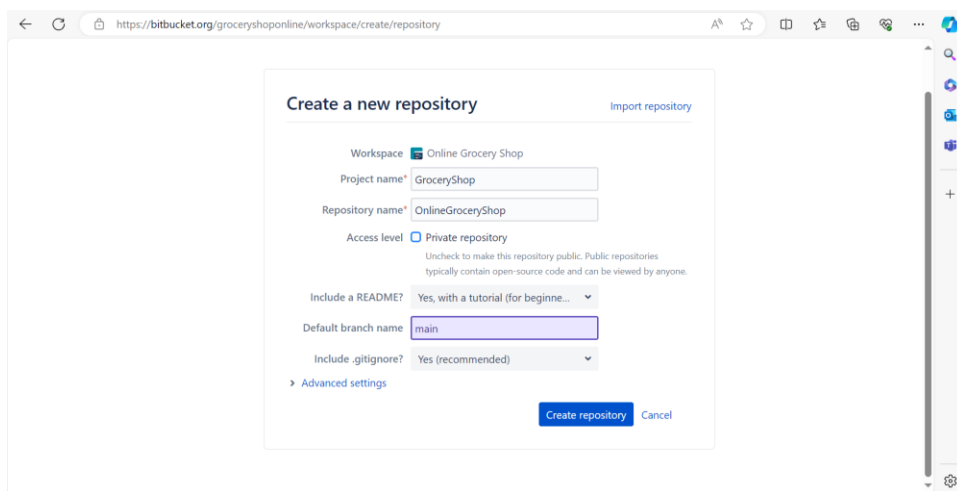 https://bitbucket.org/groceryshoponline/workspace/create/repository
Create a new repository
Import repository
Workspace Online Grocery Shop
Project name* GroceryShop
Repository name* OnlineGroceryShop
Access level Private repository
Uncheck to make this repository public. Public repositories
typically contain open-source code and can be viewed by anyone.
Include a README? Yes, with a tutorial (for beginne...
Default branch name main
Include .gitignore? Yes (recommended)
Advanced settings
Create repository Cancel